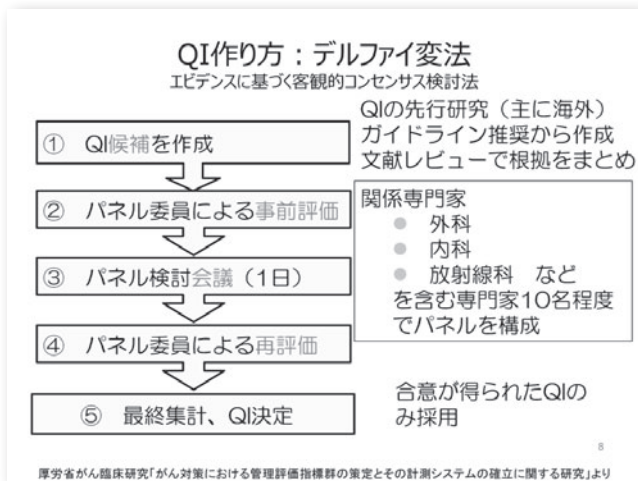 QI作り方：デルファイ変法
エビデンスに基づく客観的コンセンサス検討法
① QI候補を作成
QIの先行研究（主に海外）
ガイドライン推奨から作成
文献レビューで根拠をまとめ
② パネル委員による事前評価
関係専門家
● 外科
● 内科
● 放射線科 など
を含む専門家10名程度
でパネルを構成
③ パネル検討会議（1日）
④ パネル委員による再評価
⑤ 最終集計、QI決定
合意が得られたQIの
み採用
8
厚労省がん臨床研究「がん対策における管理評価指標群の策定とその計測システムの確立に関する研究」より